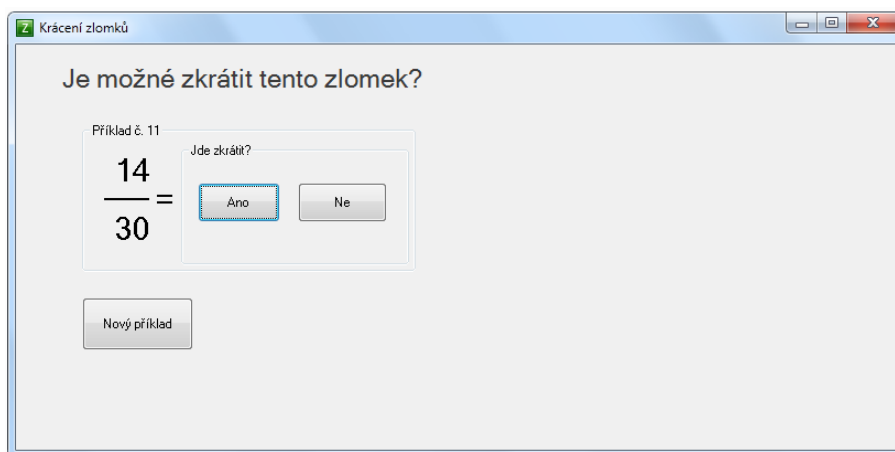 Krácení zlomků
Je možné zkrátit tento zlomek?
Příklad č. 11
14
30
=
Jde zkrátit?
Ano
Ne
Nový příklad